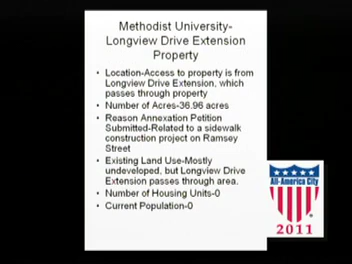 Methodist University-
Longview Drive Extension
Property
• Location-Access to property is from
Longview Drive Extension, which
passes through property
• Number of Acres-36.96 acres
• Reason Annexation Petition
Submitted-Related to a sidewalk
construction project on Ramsey
Street
• Existing Land Use-Mostly
undeveloped, but Longview Drive
Extension passes through area.
• Number of Housing Units-0
• Current Population-0
All-America City
2011